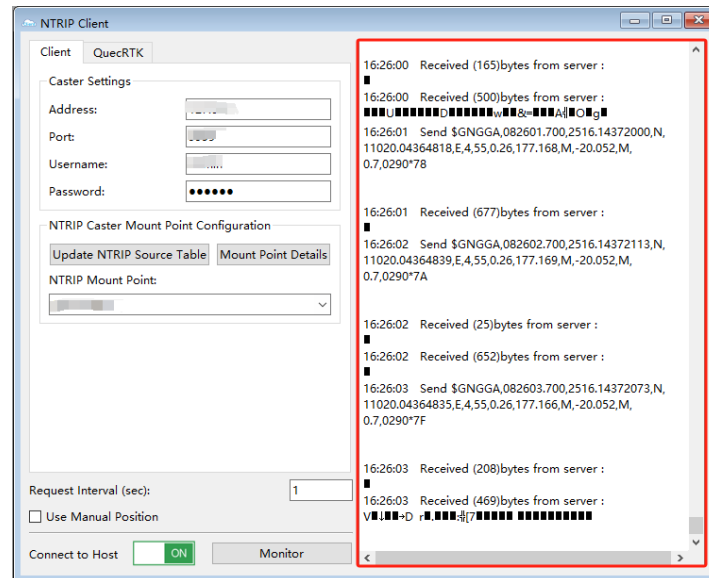 NTRIP Client
Client QuecRTK
Caster Settings
Address:
Port:
Username:
Password:
NTRIP Caster Mount Point Configuration
Update NTRIP Source Table Mount Point Details
NTRIP Mount Point:
Request Interval (sec): 1
Use Manual Position
Connect to Host ON Monitor
16:26:00 Received (165)bytes from server :
16:26:00 Received (500)bytes from server :
16:26:01 Send $GNGGA,082601.700,2516.14372000,N,
11020.04364818,E,4,55,0.26,177.168,M,-20.052,M,
0.7,0290*78
16:26:01 Received (677)bytes from server :
16:26:02 Send $GNGGA,082602.700,2516.14372113,N,
11020.04364839,E,4,55,0.26,177.169,M,-20.052,M,
0.7,0290*7A
16:26:02 Received (25)bytes from server :
16:26:02 Received (652)bytes from server :
16:26:03 Send $GNGGA,082603.700,2516.14372073,N,
11020.04364835,E,4,55,0.26,177.166,M,-20.052,M,
0.7,0290*7F
16:26:03 Received (208)bytes from server :
16:26:03 Received (469)bytes from server :